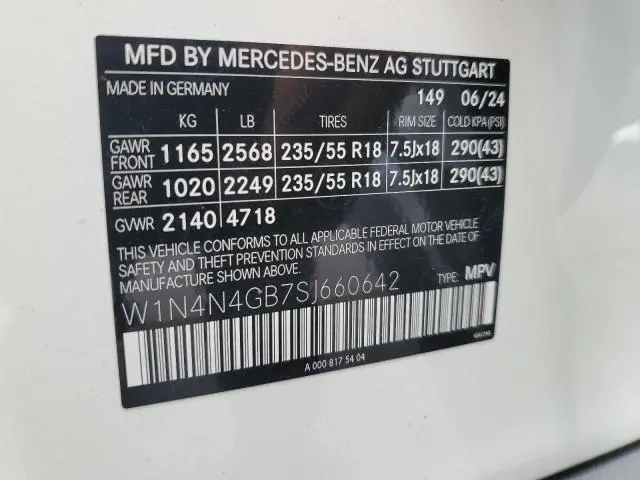 MFD BY MERCEDES-BENZ AG STUTTGART
MADE IN GERMANY 149 06/24
KG LB TIRES RIM SIZE COLD KPA(PSI)
GAWR FRONT 1165 2568 235/55 R18 7.5Jx18 290(43)
GAWR REAR 1020 2249 235/55 R18 7.5Jx18 290(43)
GVWR 2140 4718
THIS VEHICLE CONFORMS TO ALL APPLICABLE FEDERAL MOTOR VEHICLE
SAFETY, BUMPER, AND THEFT PREVENTION STANDARDS IN EFFECT ON THE DATE OF
MANUFACTURE SHOWN ABOVE.
W1N4N4GB7SJ660642 TYPE: MPV
A 000 817 54 04